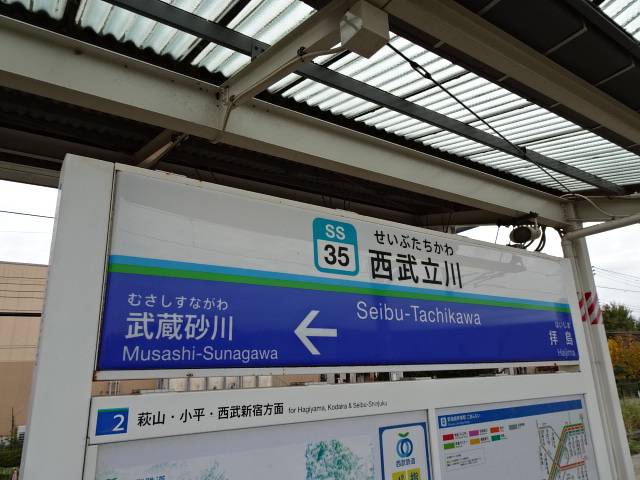 SS
35
せいぶたちかわ
西武立川
Seibu-Tachikawa
むさしすながわ
武蔵砂川
Musashi-Sunagawa
はいじま
拝島
Haijima
2 萩山・小平・西武新宿方面 for Hagiyama, Kodaira & Seibu-Shinjuku
西武鉄道